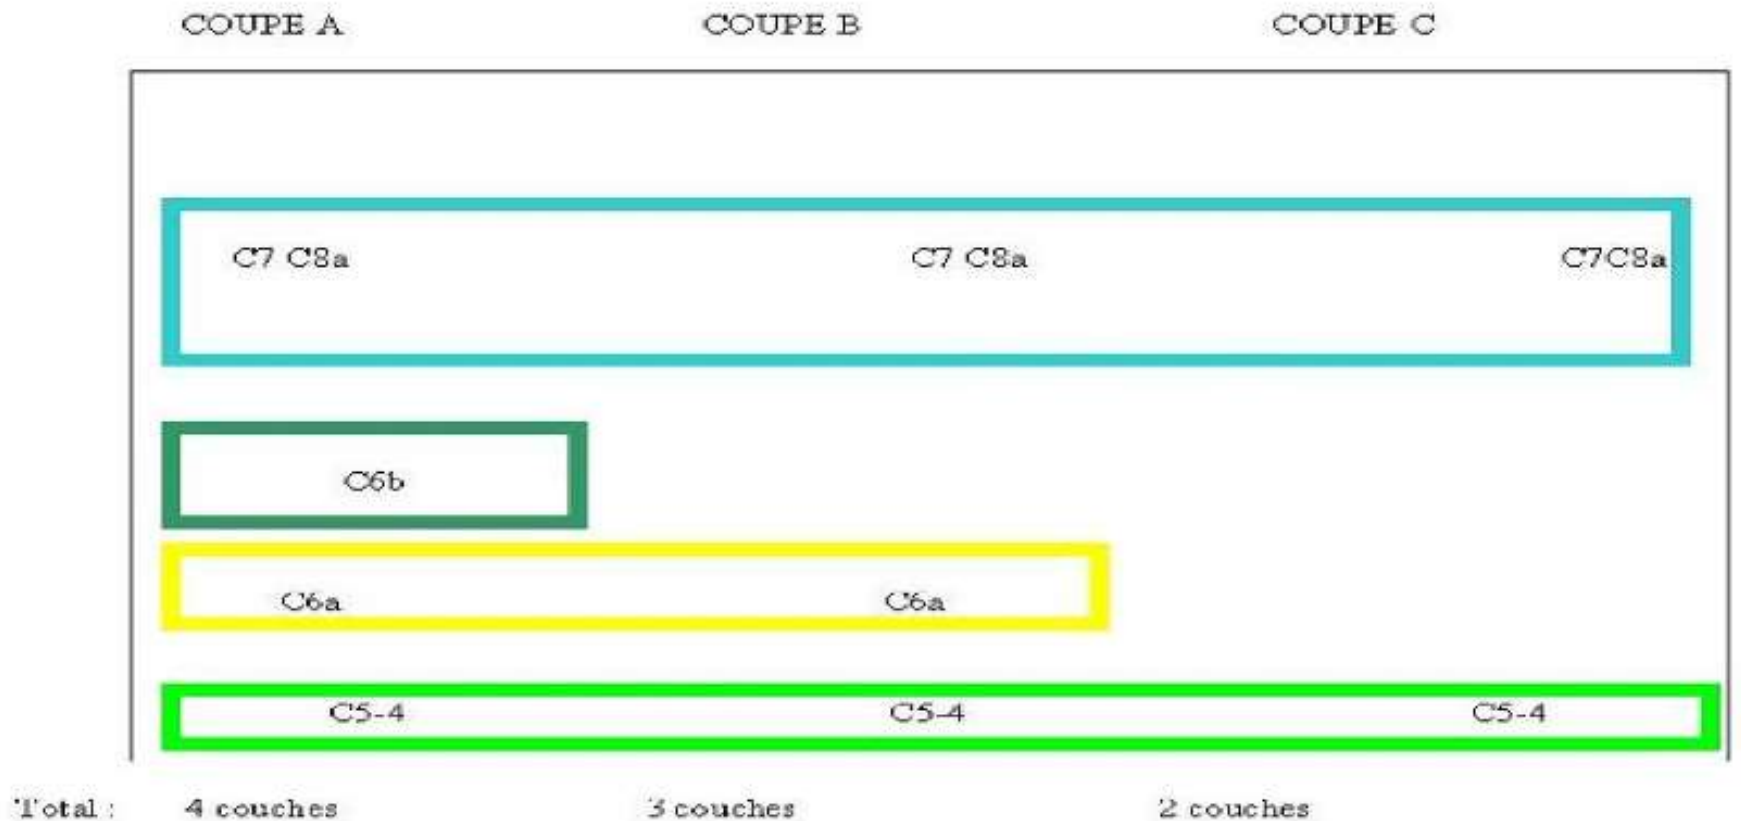 COUPE A COUPE B COUPE C
C7 C8a C7 C8a C7C8a
C6b
C6a C6a
C5-4 C5-4 C5-4
Total : 4 couches 3 couches 2 couches